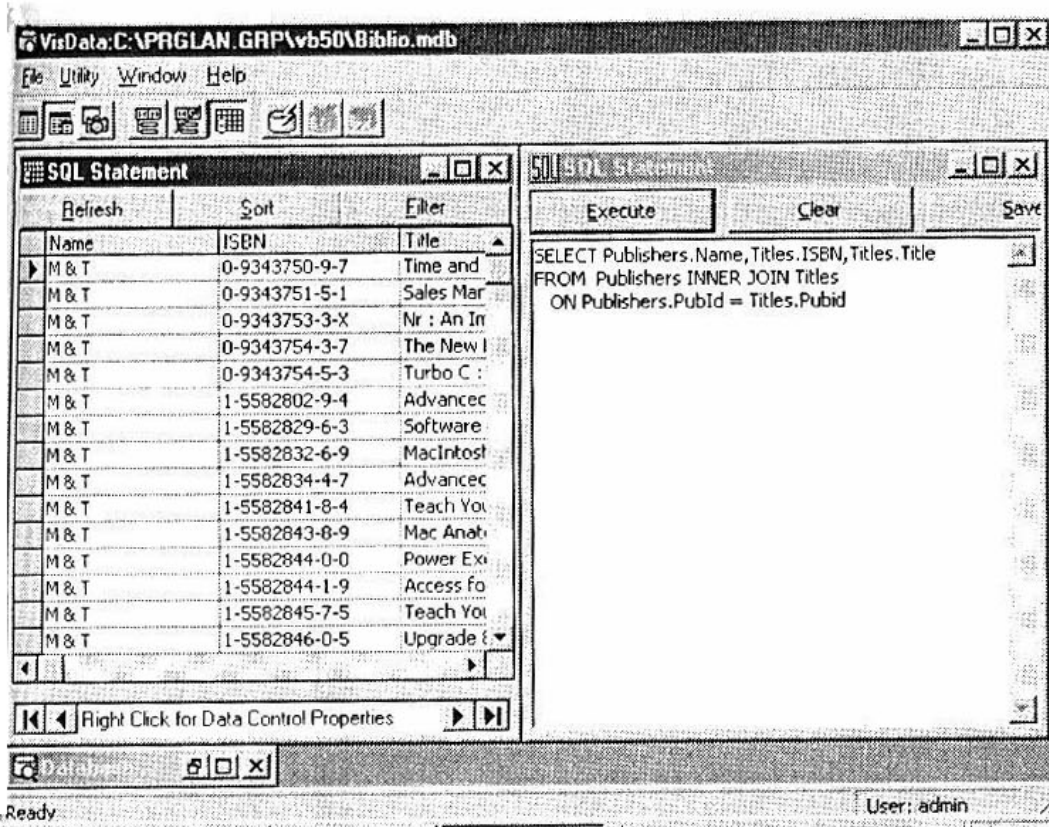 VisData:C:\PRGLAN.GRP\vb50\Biblio.mdb
File Utility Window Help
SQL Statement
Refresh Sort Filter
Name ISBN Title
M & T 0-9343750-9-7 Time and
M & T 0-9343751-5-1 Sales Mar
M & T 0-9343753-3-X Nr : An In
M & T 0-9343754-3-7 The New
M & T 0-9343754-5-3 Turbo C :
M & T 1-5582802-9-4 Advanced
M & T 1-5582829-6-3 Software
M & T 1-5582832-6-9 MacIntosh
M & T 1-5582834-4-7 Advanced
M & T 1-5582841-8-4 Teach You
M & T 1-5582843-8-9 Mac Anat
M & T 1-5582844-0-0 Power Ex
M & T 1-5582844-1-9 Access fo
M & T 1-5582845-7-5 Teach You
M & T 1-5582846-0-5 Upgrade
Right Click for Data Control Properties
SQL Statement
Execute Clear Save
SELECT Publishers.Name,Titles.ISBN,Titles.Title
FROM Publishers INNER JOIN Titles
ON Publishers.PubId = Titles.Pubid
Database
Ready
User: admin